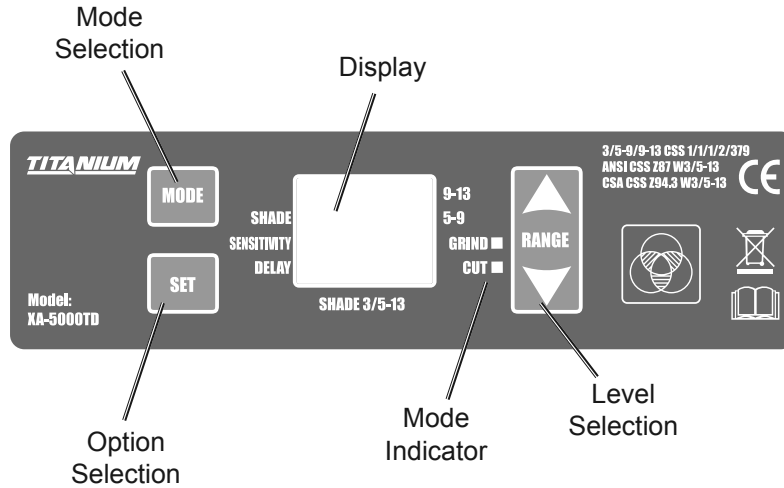 Mode
Selection
Display
TITANIUM
MODE
3/5-9/9-13 CSS 1/1/1/2/379
ANSI CSS Z87 W3/5-13
CSA CSS Z94.3 W3/5-13
CE
9-13
SHADE
5-9
SENSITIVITY
GRIND
RANGE
DELAY
CUT
SET
Model:
XA-5000TD
SHADE 3/5-13
Option
Selection
Mode
Indicator
Level
Selection